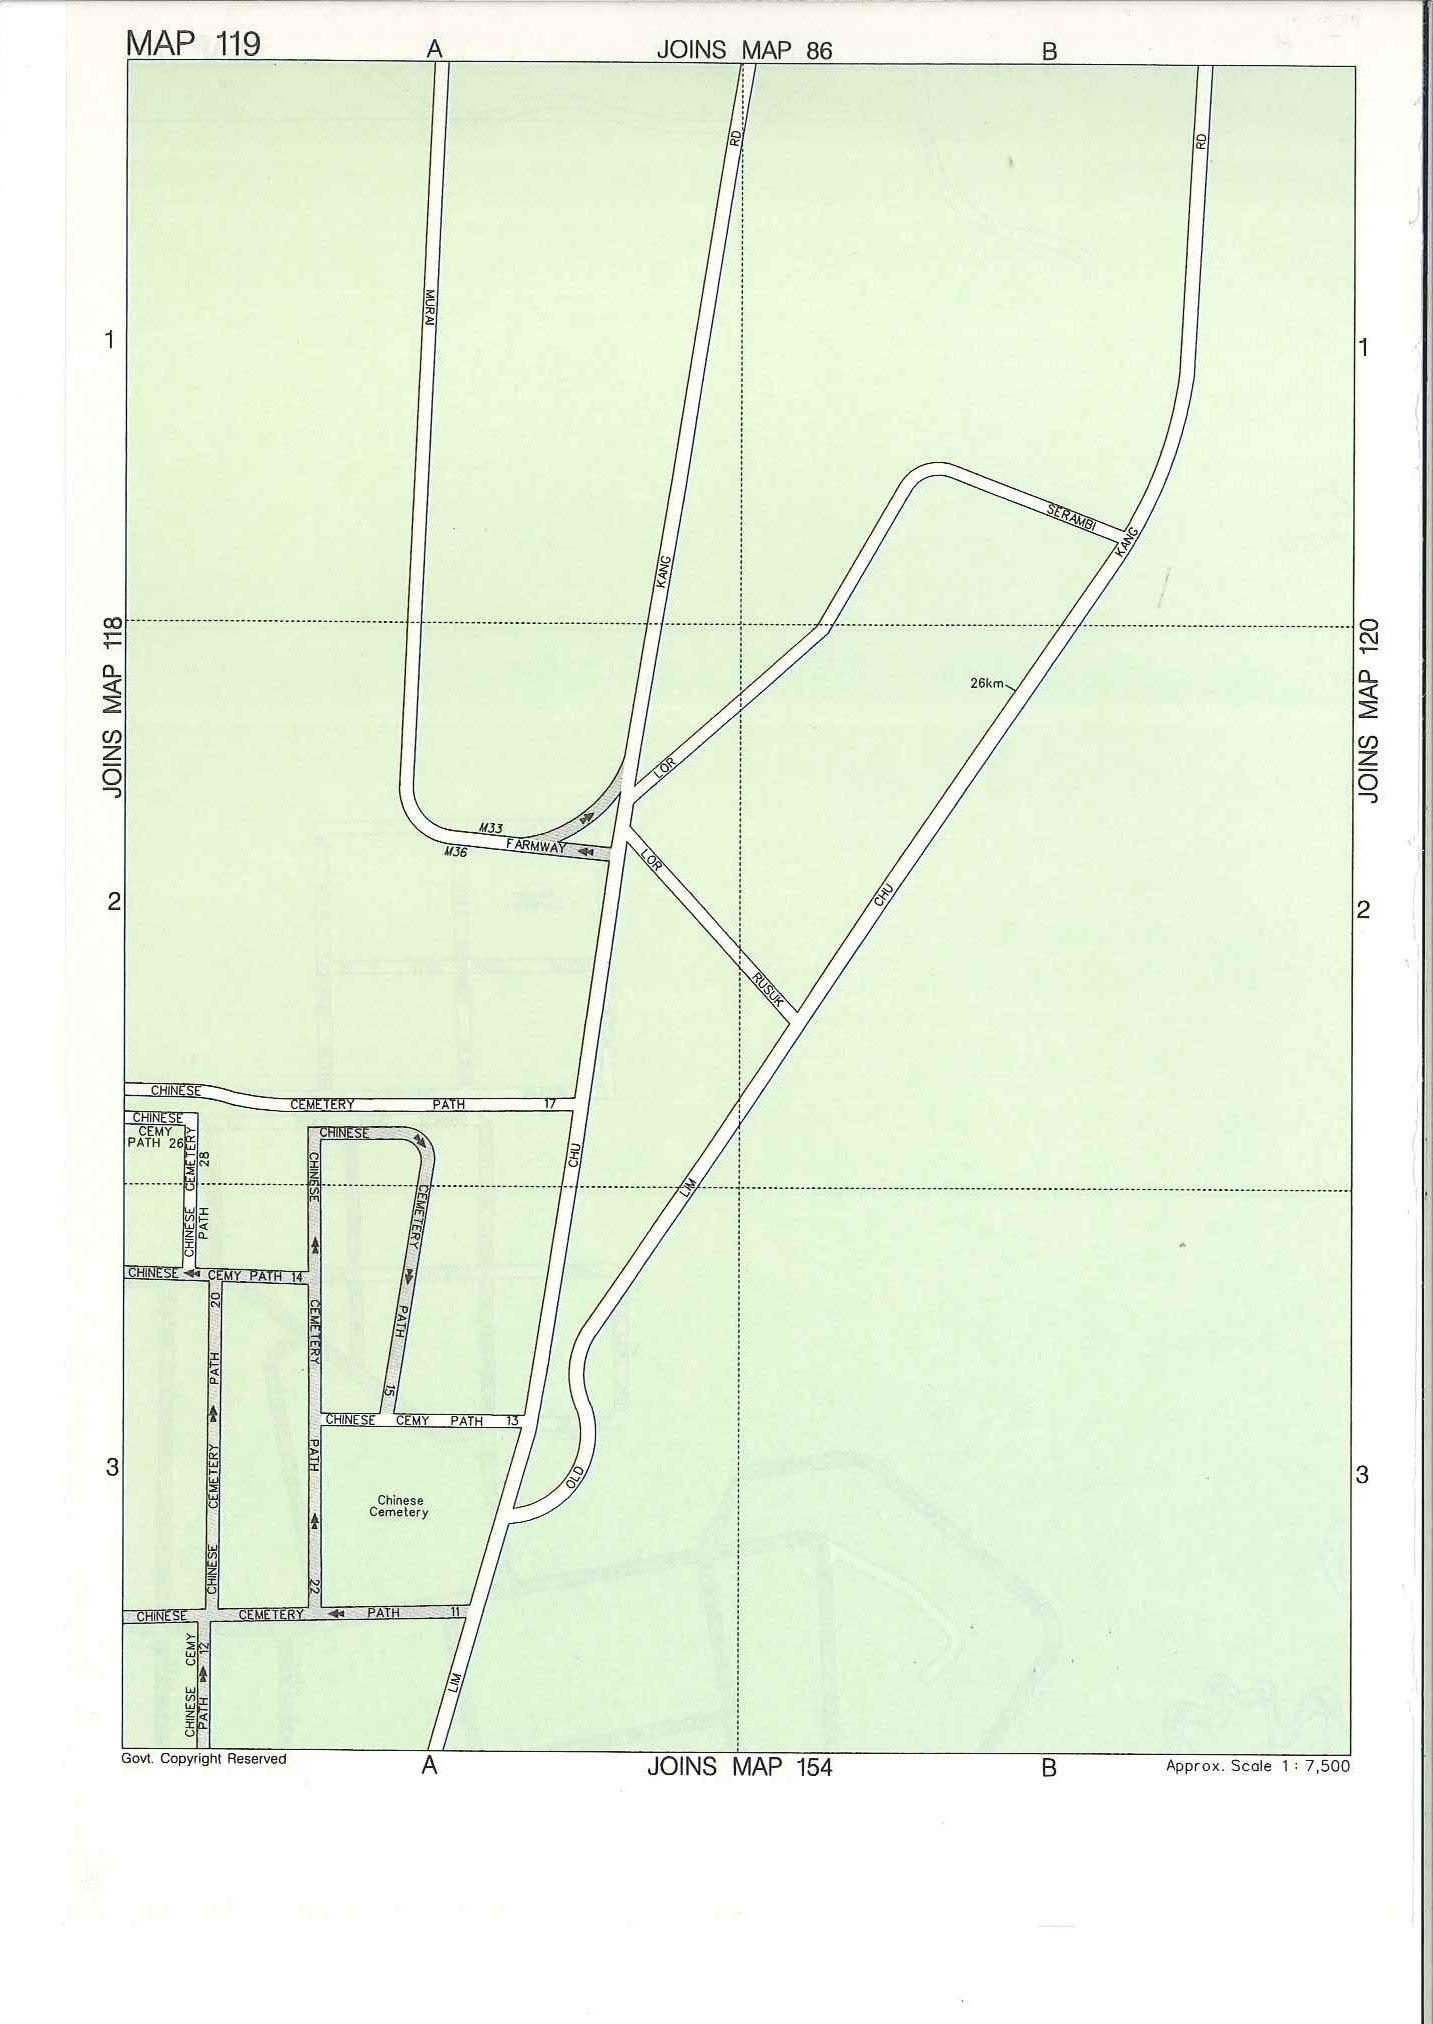 MAP 119
A
JOINS MAP 86
B
RD
RD
MURAI
1
1
KANG
SERAMBI
KANG
JOINS MAP 118
JOINS MAP 120
26km
LOR
M33
FARMWAY
M36
LOR
CHU
2
2
RUSUK
CHINESE CEMETERY PATH 17
CHINESE
CEMY
PATH 26
CHINESE CEMETERY
PATH 28
CHINESE CEMETERY PATH 15
CHU
LIM
CHINESE CEMY PATH 14
CHINESE CEMETERY PATH 20
CHINESE CEMETERY PATH 22
CHINESE CEMY PATH 13
3
3
OLD
Chinese
Cemetery
CHINESE CEMETERY PATH 11
CHINESE CEMY
PATH 12
LIM
Govt. Copyright Reserved
A
JOINS MAP 154
B
Approx. Scale 1 : 7,500